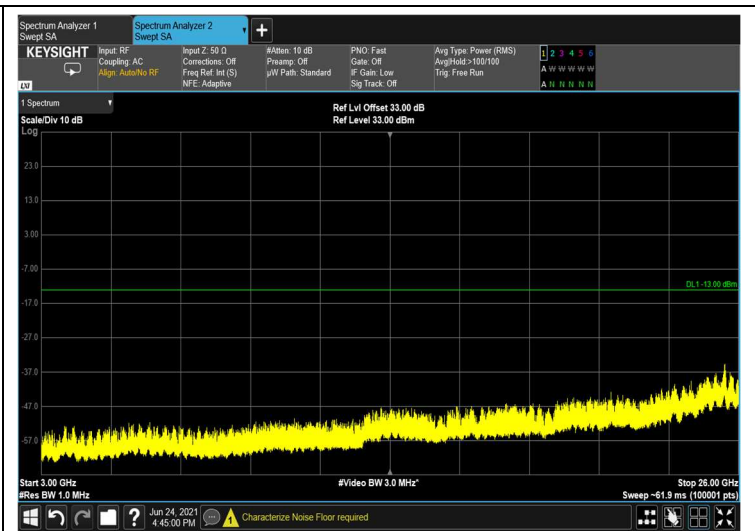 Spectrum Analyzer 1
Swept SA
Spectrum Analyzer 2
Swept SA
+
KEYSIGHT
LXI
Input: RF
Coupling: AC
Align: Auto/No RF
Input Z: 50 Ω
Corrections: Off
Freq Ref: Int (S)
NFE: Adaptive
#Atten: 10 dB
Preamp: Off
µW Path: Standard
PNO: Fast
Gate: Off
IF Gain: Low
Sig Track: Off
Avg Type: Power (RMS)
Avg|Hold:>100/100
Trig: Free Run
1 2 3 4 5 6
A W W W W W
A N N N N N
1 Spectrum
Scale/Div 10 dB
Ref Lvl Offset 33.00 dB
Ref Level 33.00 dBm
Log
23.0
13.0
3.00
-7.00
DL1 -13.00 dBm
-17.0
-27.0
-37.0
-47.0
-57.0
Start 3.00 GHz
#Res BW 1.0 MHz
#Video BW 3.0 MHz*
Stop 26.00 GHz
Sweep ~61.9 ms (100001 pts)
?
Jun 24, 2021
4:45:00 PM
Characterize Noise Floor required